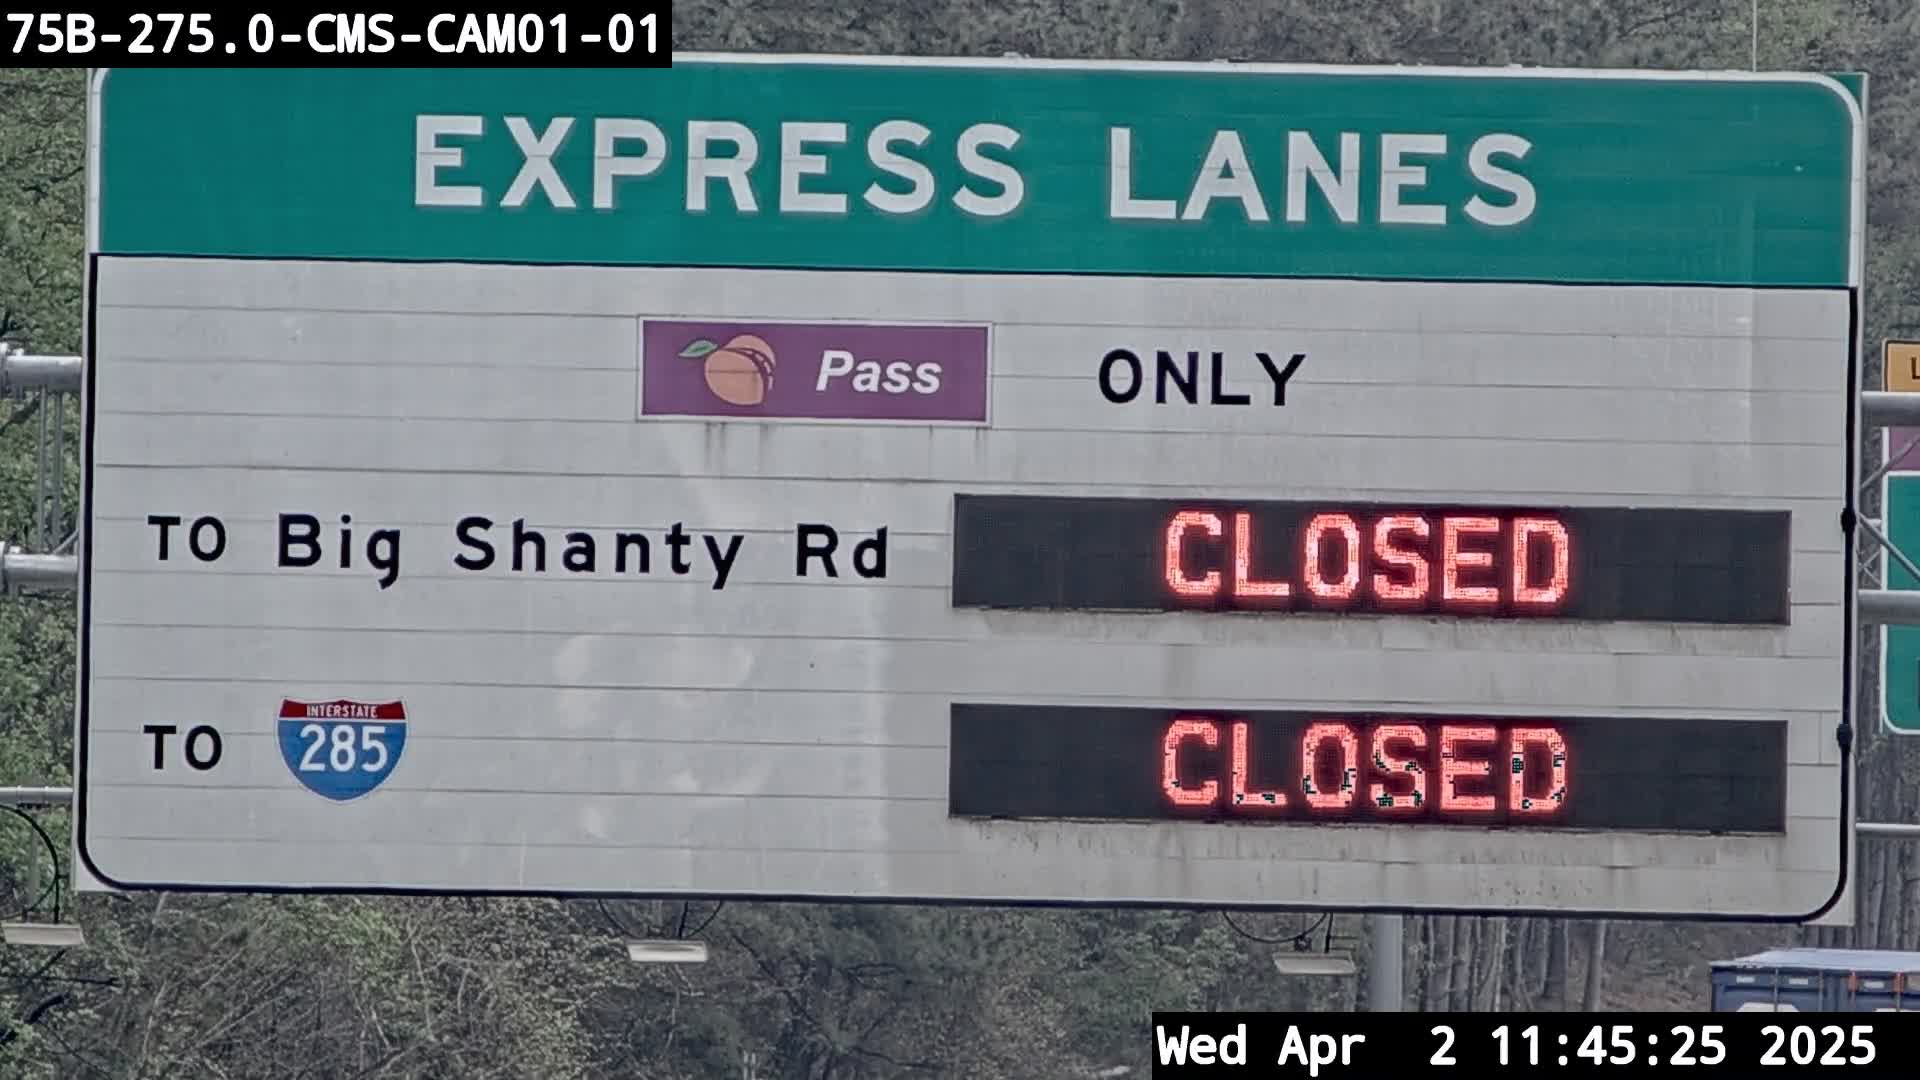 75B-275.0-CMS-CAM01-01
EXPRESS LANES
Pass ONLY
TO Big Shanty Rd CLOSED
INTERSTATE
TO 285 CLOSED
Wed Apr 2 11:45:25 2025